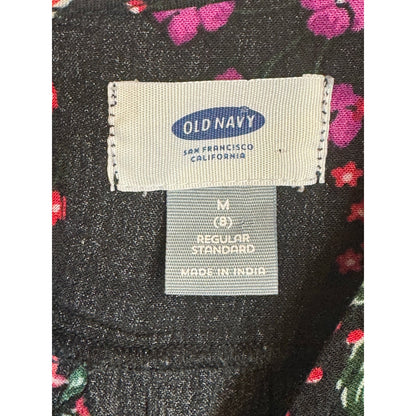 OLD NAVY
SAN FRANCISCO
CALIFORNIA
M
(8)
REGULAR
STANDARD
MADE IN INDIA